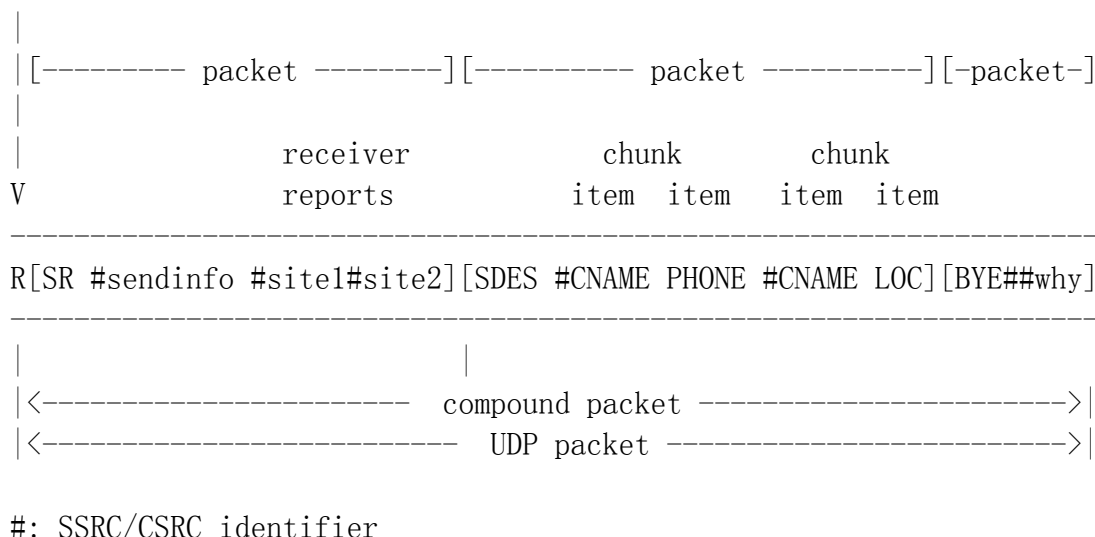 |
|[--------- packet --------][---------- packet ----------][-packet-]
|
|                receiver            chunk        chunk
V                reports           item  item   item  item
--------------------------------------------------------------------
R[SR #sendinfo #site1#site2][SDES #CNAME PHONE #CNAME LOC][BYE##why]
--------------------------------------------------------------------
|                           |
|<-----------------------  compound packet ----------------------->|
|<--------------------------  UDP packet ------------------------->|
#: SSRC/CSRC identifier